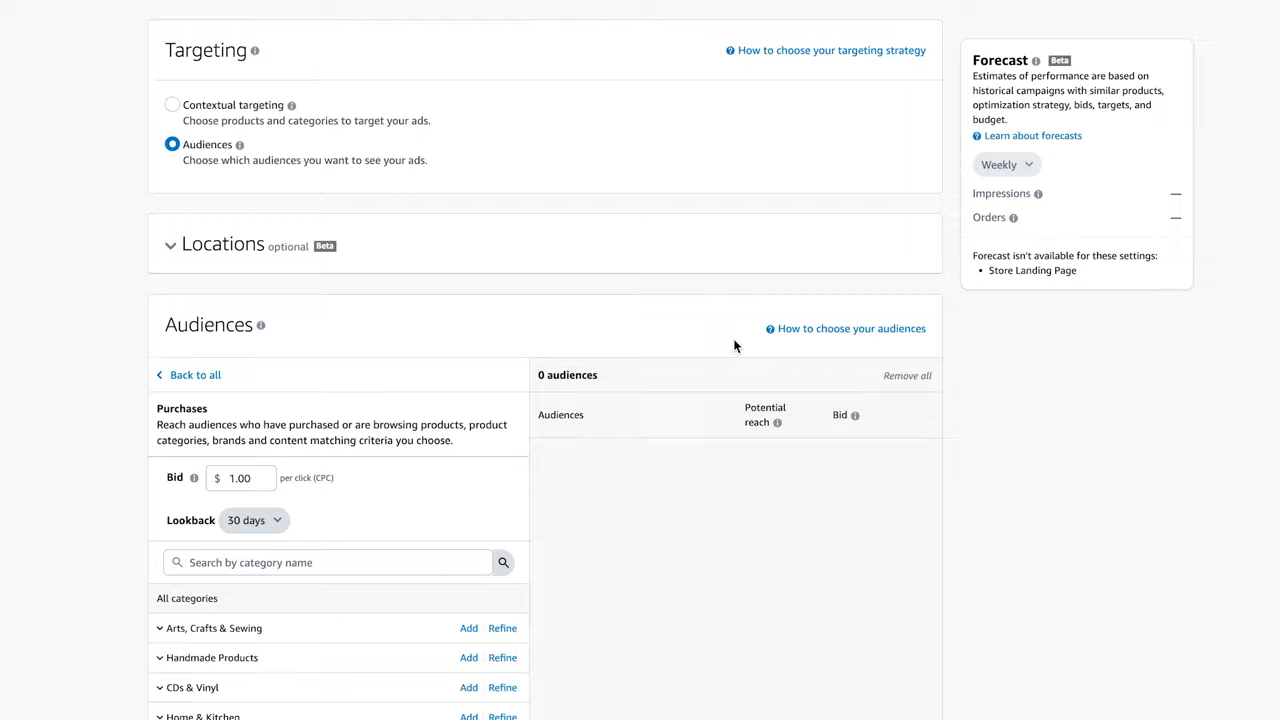 Targeting
How to choose your targeting strategy
Contextual targeting
Choose products and categories to target your ads.
Audiences
Choose which audiences you want to see your ads.
Locations optional Beta
Audiences
How to choose your audiences
Back to all
Purchases
Reach audiences who have purchased or are browsing products, product
categories, brands and content matching criteria you choose.
Bid $ 1.00 per click (CPC)
Lookback 30 days
Search by category name
All categories
Arts, Crafts & Sewing Add Refine
Handmade Products Add Refine
CDs & Vinyl Add Refine
Home & Kitchen Add Refine
0 audiences Remove all
Audiences Potential reach Bid
Forecast Beta
Estimates of performance are based on
historical campaigns with similar products,
optimization strategy, bids, targets, and
budget.
Learn about forecasts
Weekly
Impressions —
Orders —
Forecast isn't available for these settings:
• Store Landing Page